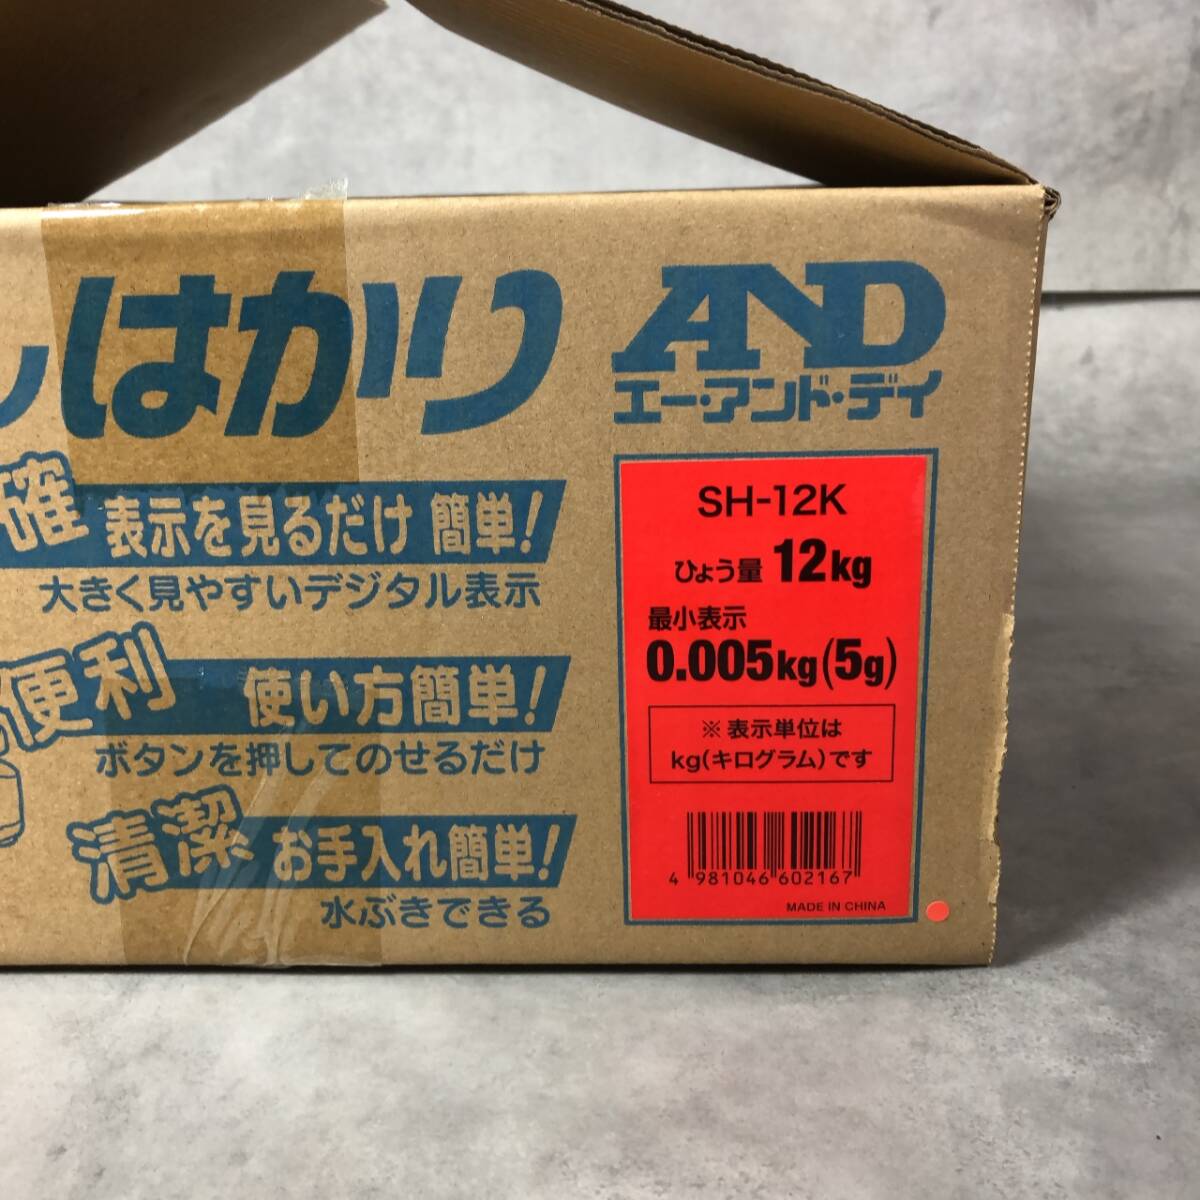 しはかり
確 表示を見るだけ 簡単!
大きく見やすいデジタル表示
便利 使い方簡単!
ボタンを押してのせるだけ
清潔 お手入れ簡単!
水ぶきできる
AND
エー・アンド・デイ
SH-12K
ひょう量 12kg
最小表示
0.005kg(5g)
※ 表示単位は
kg(キログラム)です
4 981046 602167
MADE IN CHINA